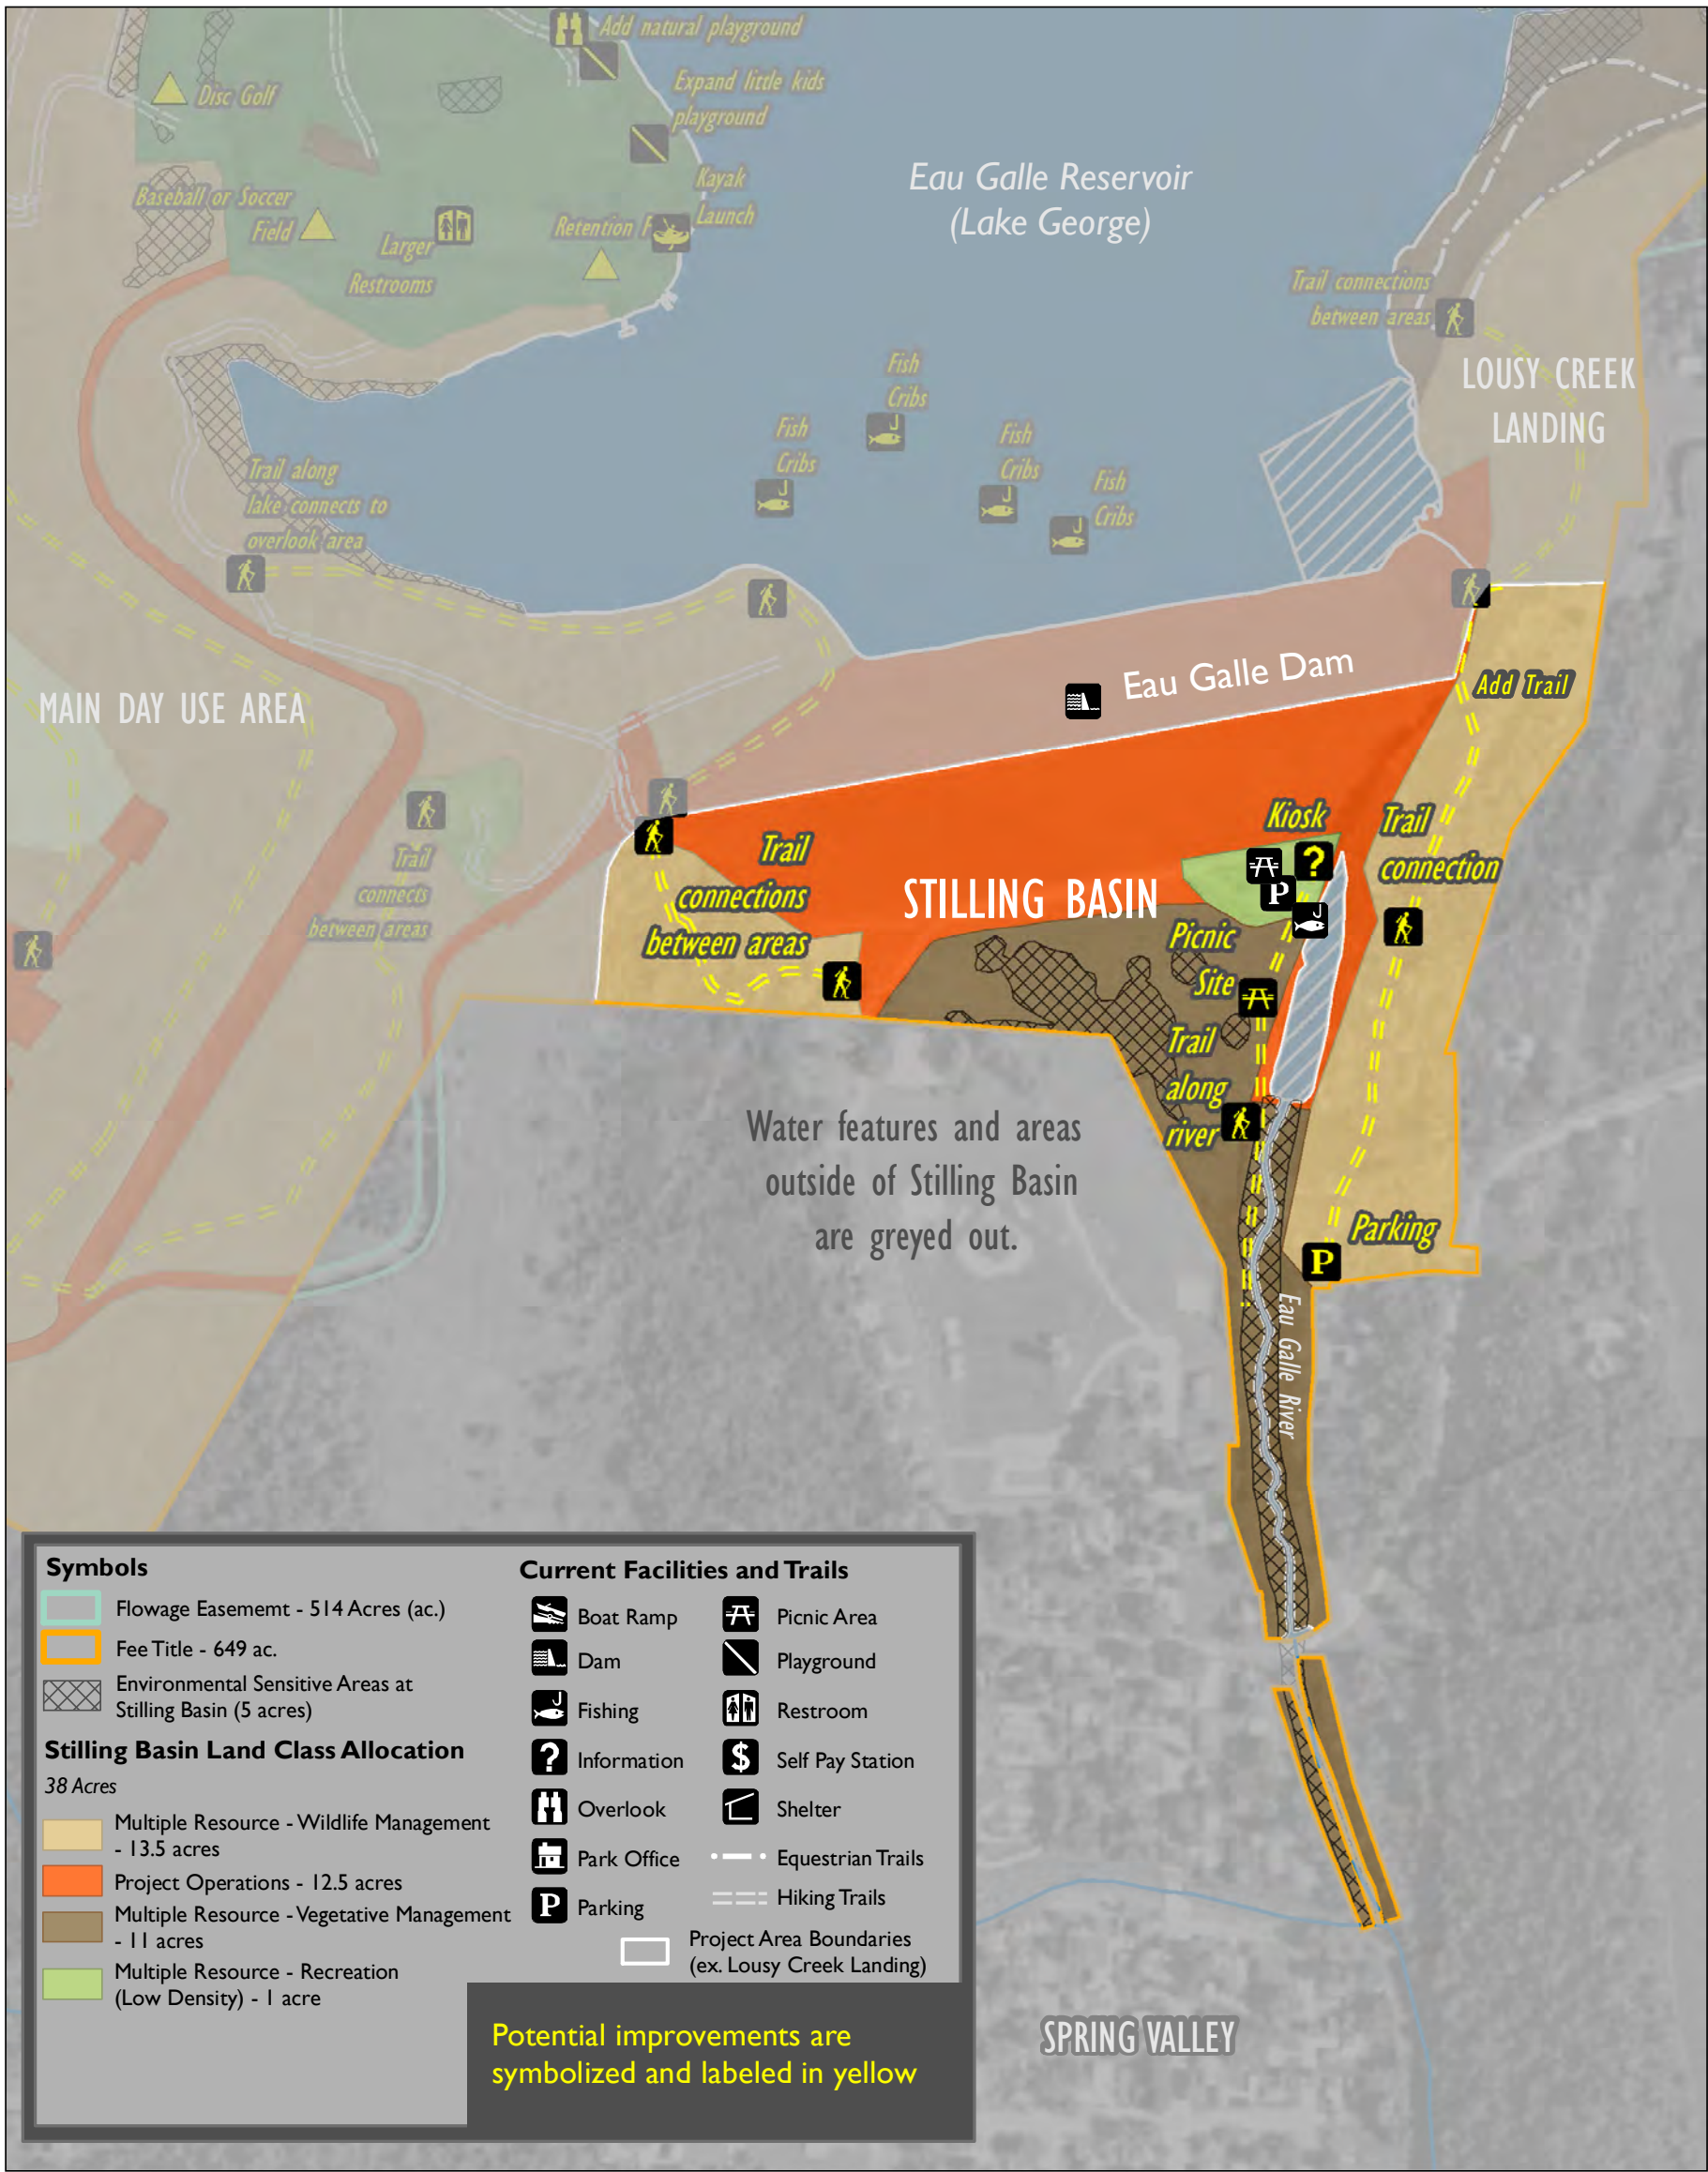 Add natural playground
Expand little kids
playground
Disc Golf
Kayak
Launch
Baseball or Soccer
Field
Larger
Restrooms
Retention
Eau Galle Reservoir
(Lake George)
Trail connections
between areas
LOUSY CREEK
LANDING
Fish
Cribs
Fish
Cribs
Fish
Cribs
Fish
Cribs
Trail along
lake connects to
overlook area
MAIN DAY USE AREA
Eau Galle Dam
Add Trail
Kiosk
?
P
Trail
connection
Trail
connections
between areas
STILLING BASIN
Trail
connects
between areas
Picnic
Site
Trail
along
river
Water features and areas
outside of Stilling Basin
are greyed out.
Parking
P
Eau Galle River
Symbols
Flowage Easememt - 514 Acres (ac.)
Fee Title - 649 ac.
Environmental Sensitive Areas at
Stilling Basin (5 acres)
Stilling Basin Land Class Allocation
38 Acres
Multiple Resource - Wildlife Management
- 13.5 acres
Project Operations - 12.5 acres
Multiple Resource - Vegetative Management
- 11 acres
Multiple Resource - Recreation
(Low Density) - 1 acre
Current Facilities and Trails
Boat Ramp
Dam
Fishing
? Information
Overlook
Park Office
P Parking
Picnic Area
Playground
Restroom
$ Self Pay Station
Shelter
Equestrian Trails
Hiking Trails
Project Area Boundaries
(ex. Lousy Creek Landing)
Potential improvements are
symbolized and labeled in yellow
SPRING VALLEY